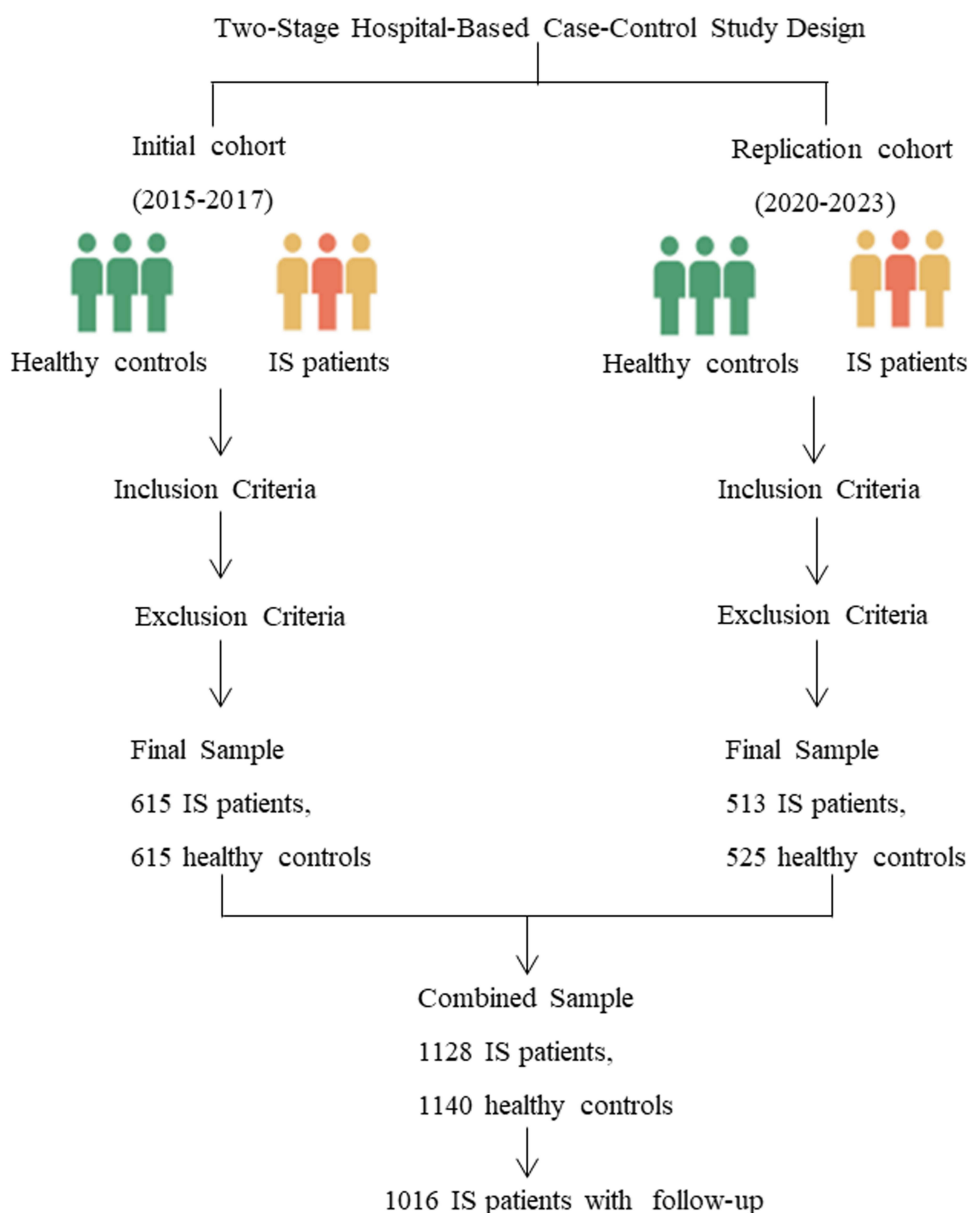 Two-Stage Hospital-Based Case-Control Study Design
Initial cohort
(2015-2017)
Healthy controls
IS patients
Inclusion Criteria
Exclusion Criteria
Final Sample
615 IS patients,
615 healthy controls
Replication cohort
(2020-2023)
Healthy controls
IS patients
Inclusion Criteria
Exclusion Criteria
Final Sample
513 IS patients,
525 healthy controls
Combined Sample
1128 IS patients,
1140 healthy controls
1016 IS patients with follow-up